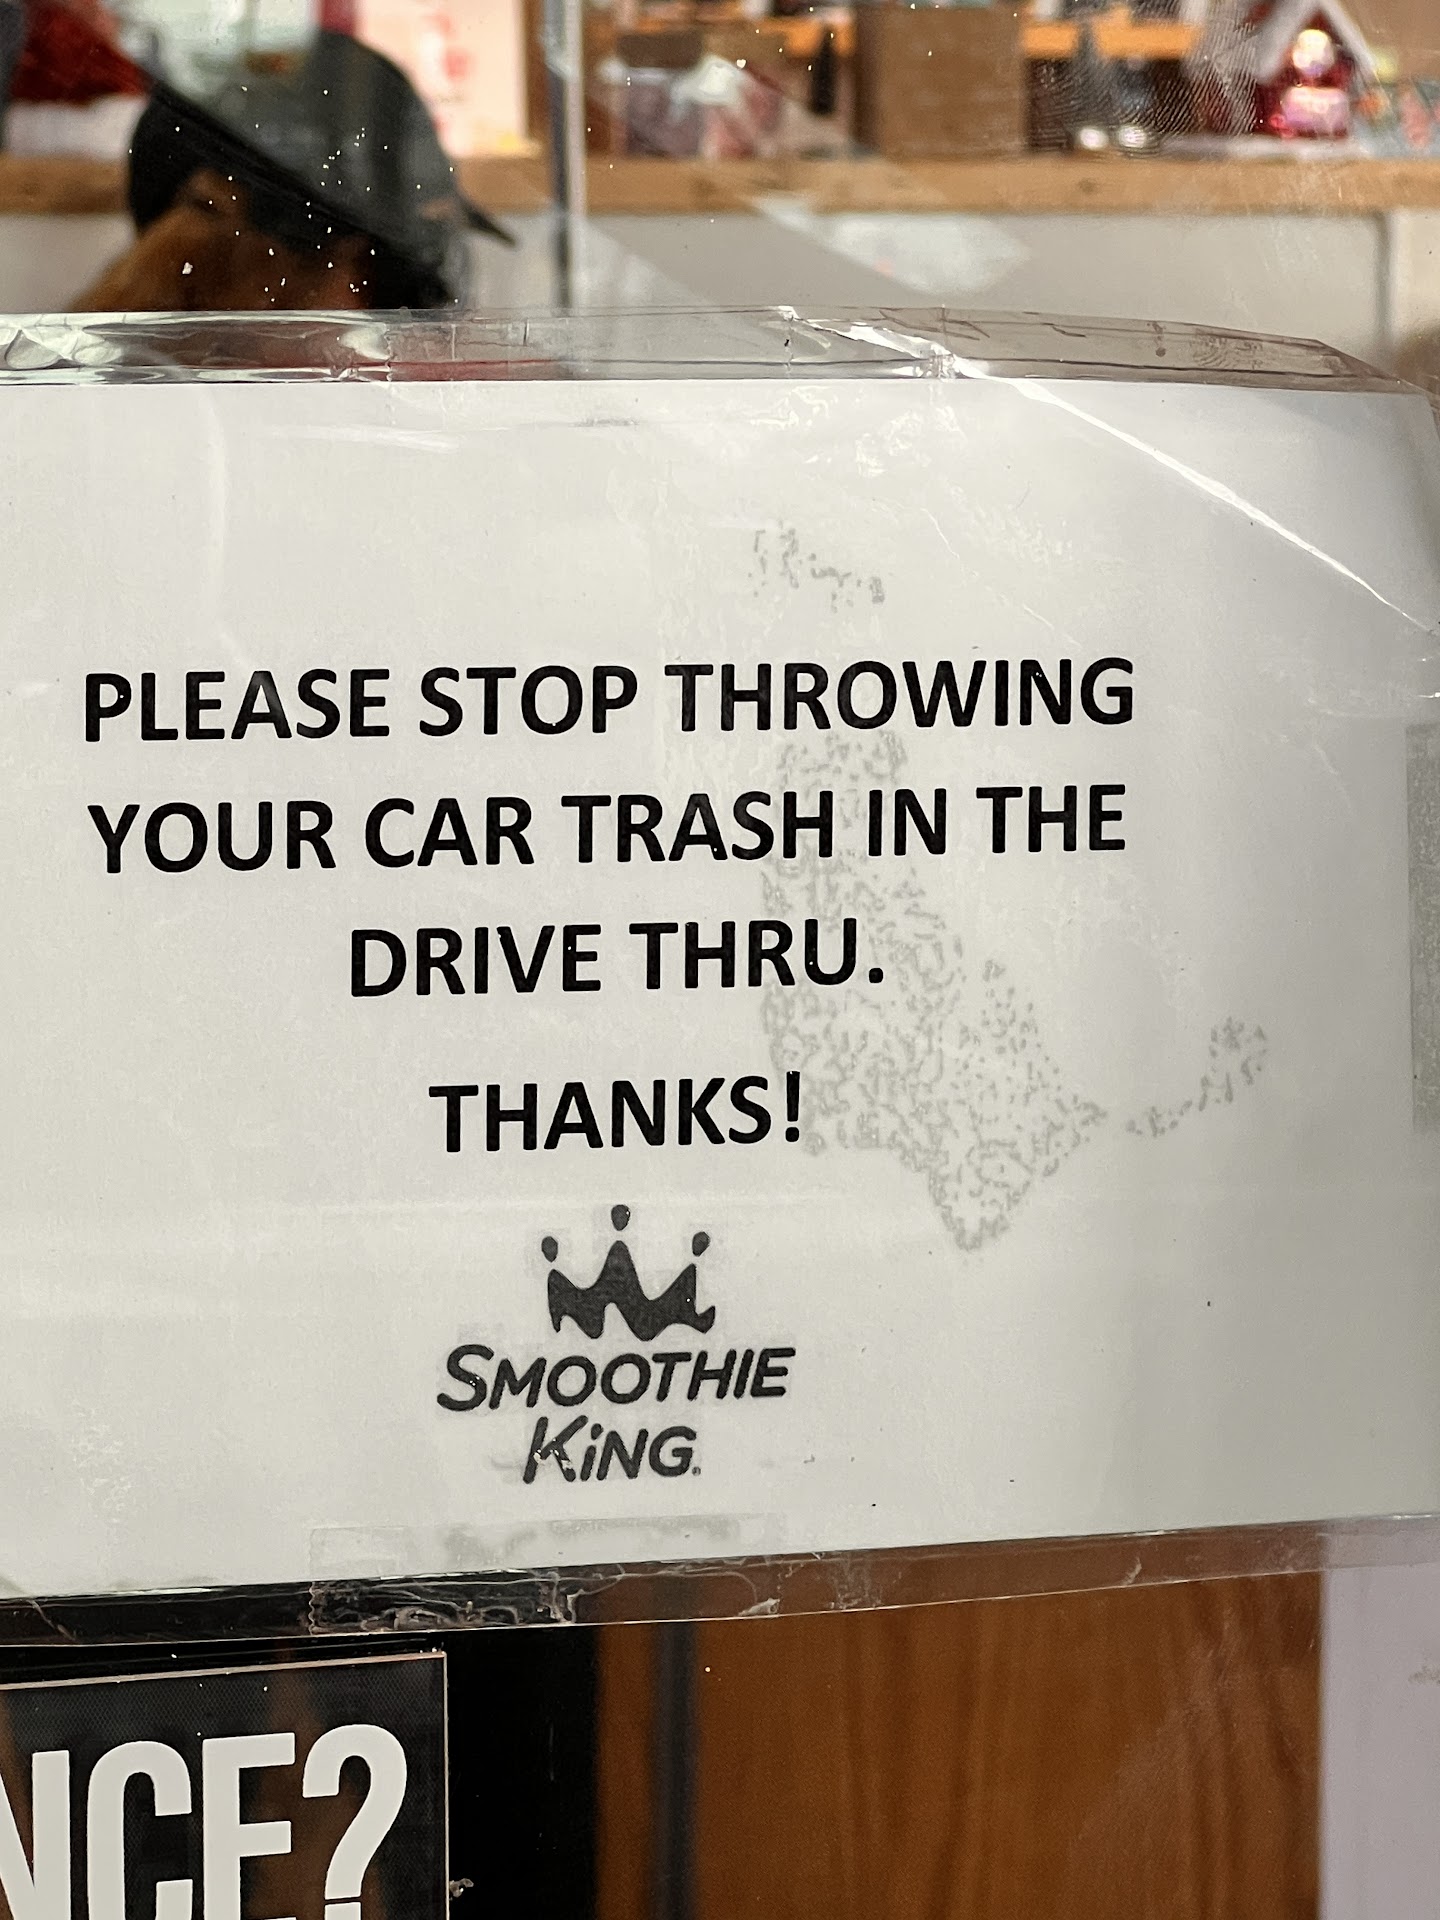 PLEASE STOP THROWING
YOUR CAR TRASH IN THE
DRIVE THRU.
THANKS!
SMOOTHIE
KiNG
NCE?